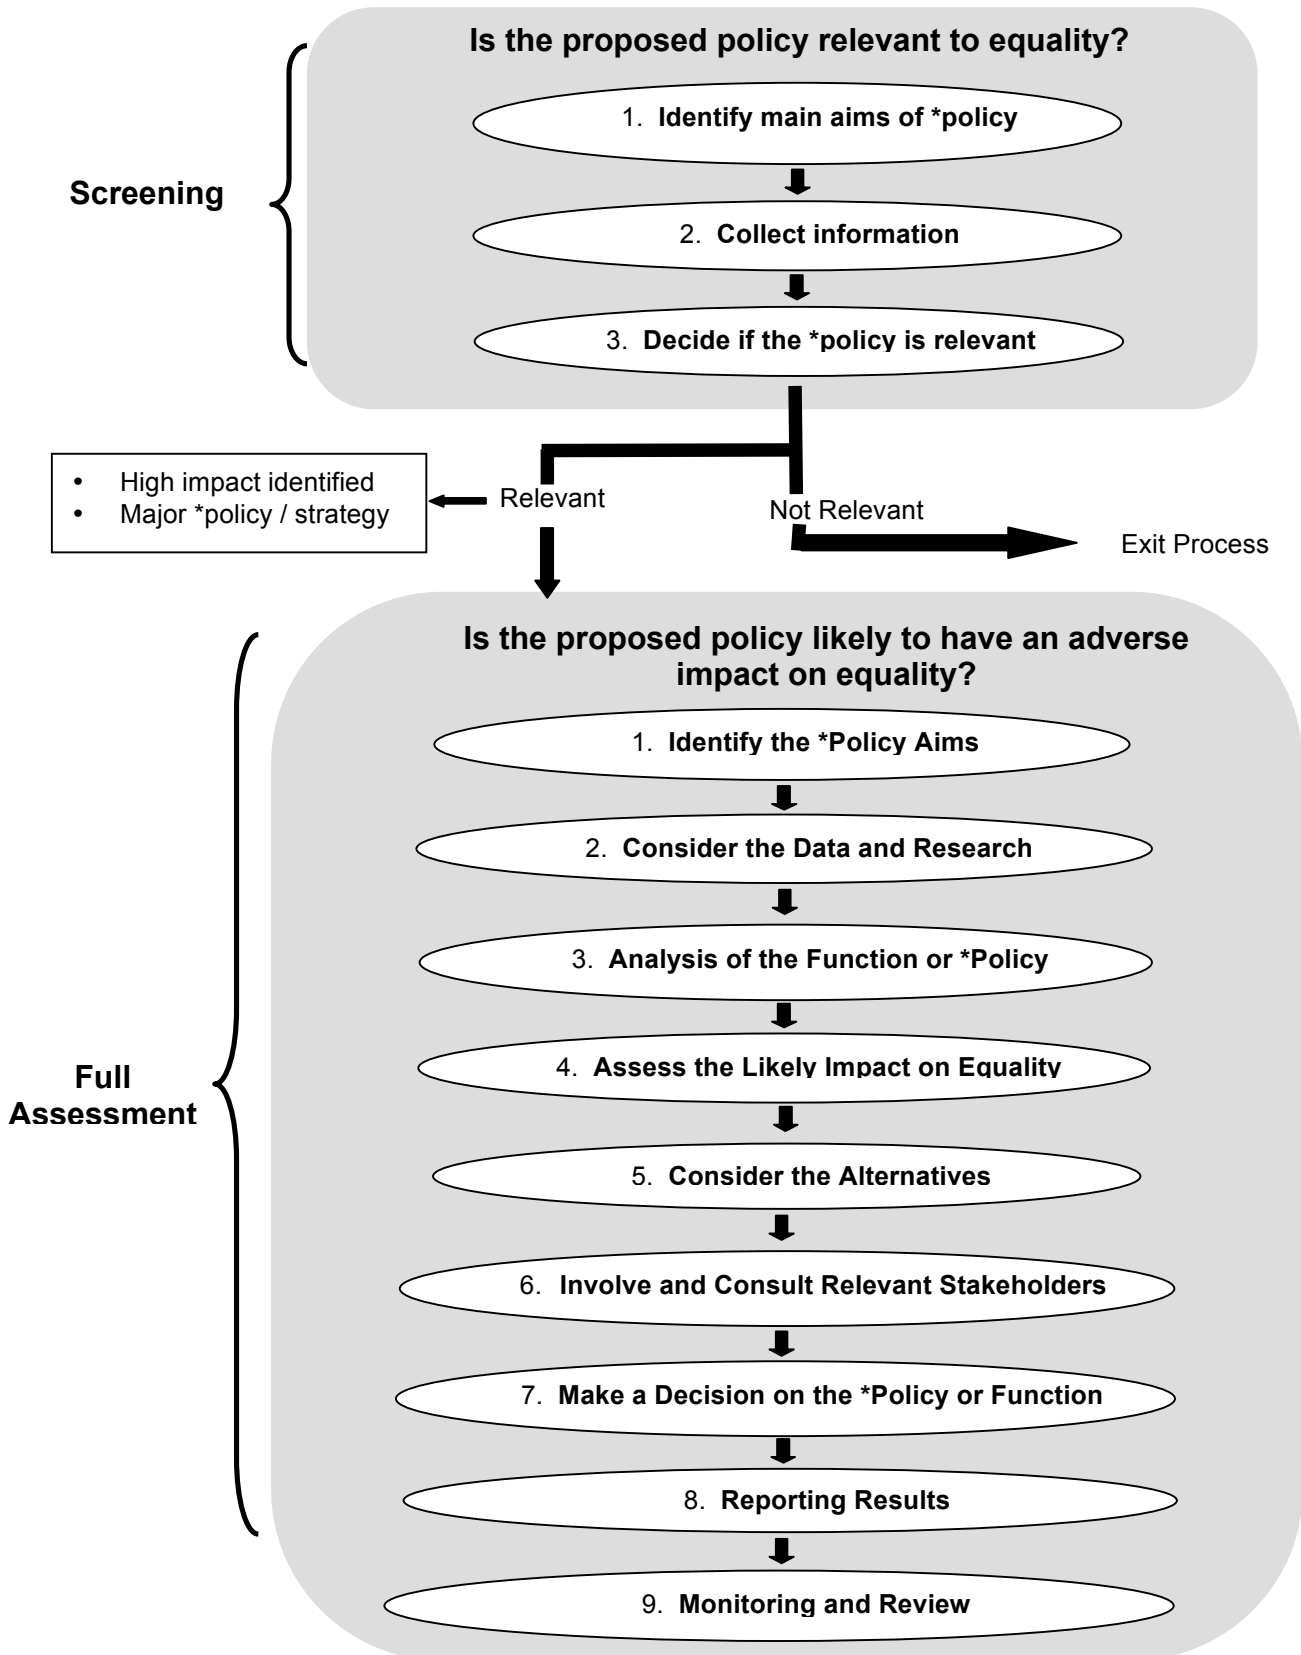 Is the proposed policy relevant to equality?
1. Identify main aims of *policy
Screening
2. Collect information
3. Decide if the *policy is relevant
• High impact identified
• Major *policy / strategy
Relevant
Not Relevant
Exit Process
Is the proposed policy likely to have an adverse
impact on equality?
1. Identify the *Policy Aims
2. Consider the Data and Research
3. Analysis of the Function or *Policy
4. Assess the Likely Impact on Equality
Full
Assessment
5. Consider the Alternatives
6. Involve and Consult Relevant Stakeholders
7. Make a Decision on the *Policy or Function
8. Reporting Results
9. Monitoring and Review